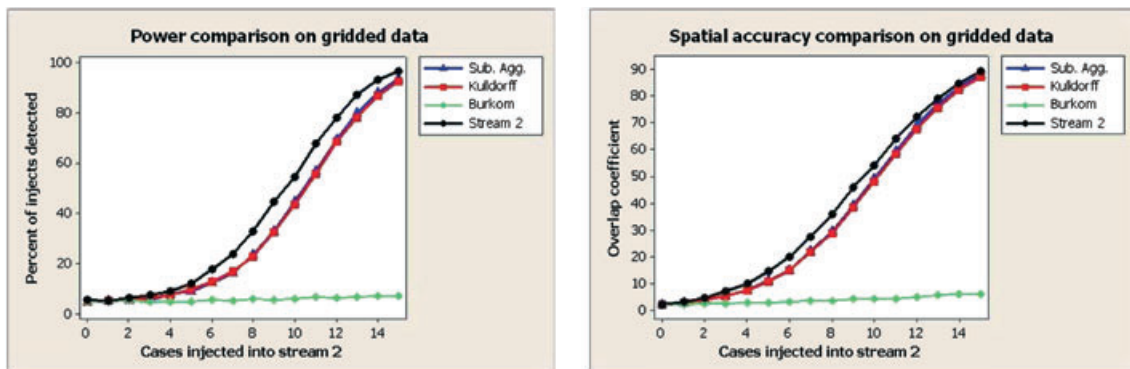 Power comparison on gridded data
100
80
60
40
20
0
Percent of injects detected
0 2 4 6 8 10 12 14
Cases injected into stream 2
Sub. Agg.
Kulldorff
Burkom
Stream 2
Spatial accuracy comparison on gridded data
90
80
70
60
50
40
30
20
10
0
Overlap coefficient
0 2 4 6 8 10 12 14
Cases injected into stream 2
Sub. Agg.
Kulldorff
Burkom
Stream 2